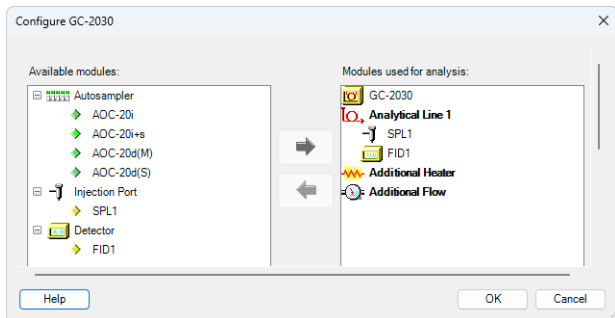 Configure GC-2030
Available modules:
Autosampler
AOC-20i
AOC-20i+s
AOC-20d(M)
AOC-20d(S)
Injection Port
SPL1
Detector
FID1
Modules used for analysis:
GC-2030
Analytical Line 1
SPL1
FID1
Additional Heater
Additional Flow
Help
OK
Cancel